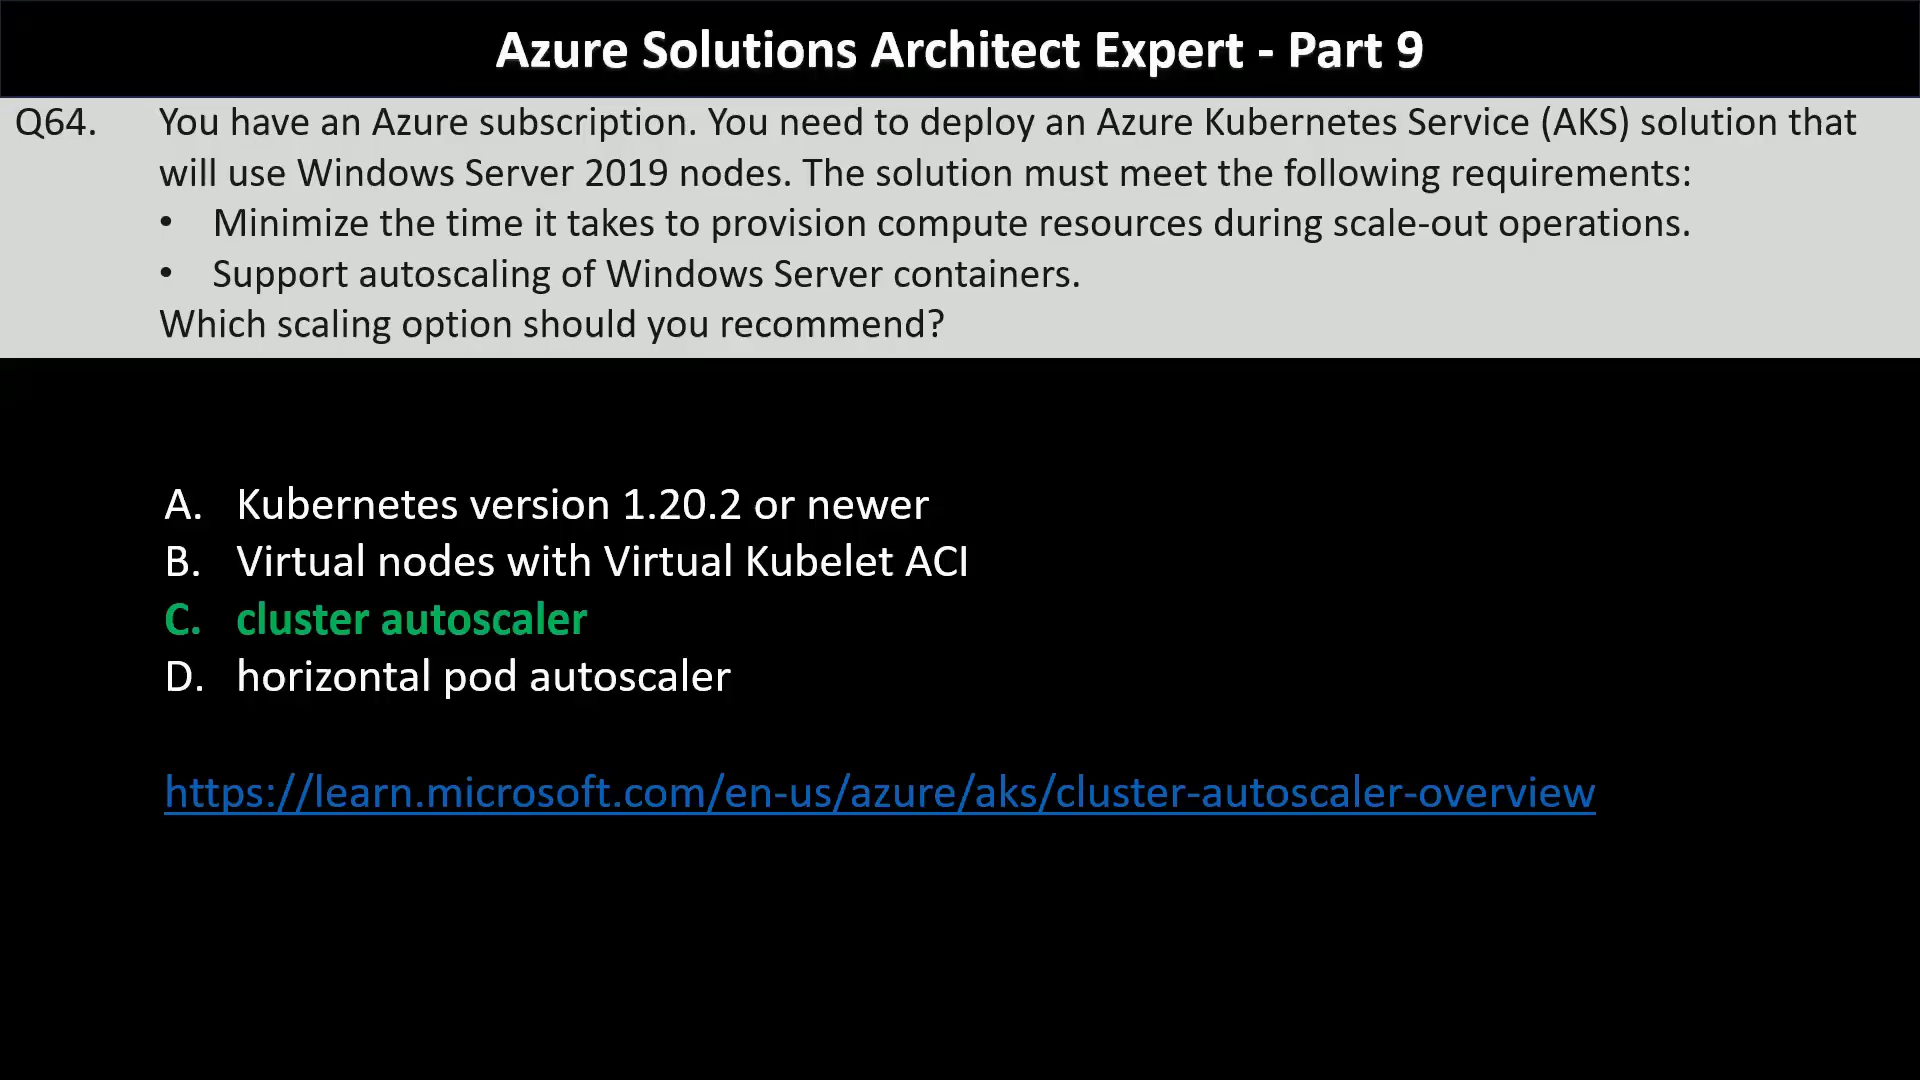 Azure Solutions Architect Expert - Part 9
Q64. You have an Azure subscription. You need to deploy an Azure Kubernetes Service (AKS) solution that
will use Windows Server 2019 nodes. The solution must meet the following requirements:
• Minimize the time it takes to provision compute resources during scale-out operations.
• Support autoscaling of Windows Server containers.
Which scaling option should you recommend?
A. Kubernetes version 1.20.2 or newer
B. Virtual nodes with Virtual Kubelet ACI
C. cluster autoscaler
D. horizontal pod autoscaler
https://learn.microsoft.com/en-us/azure/aks/cluster-autoscaler-overview